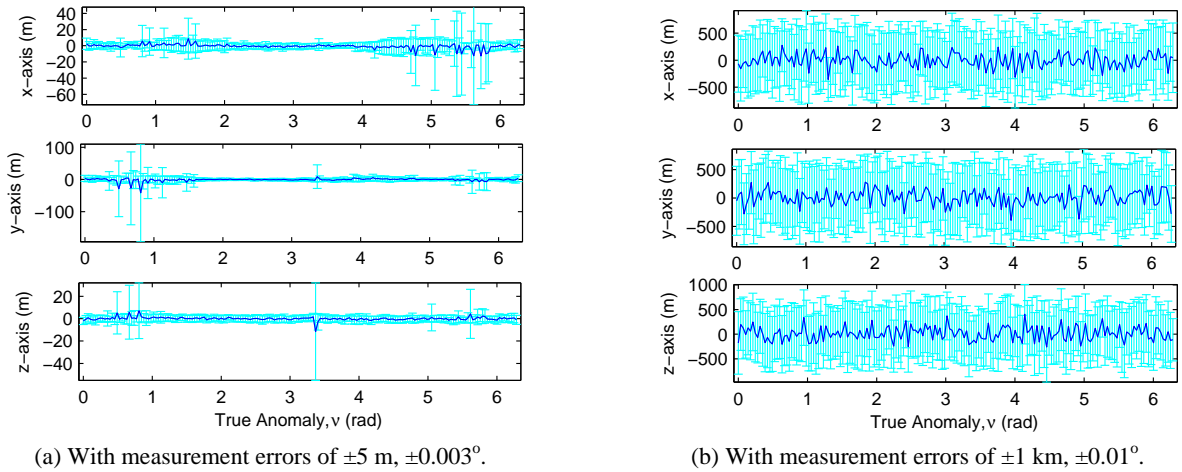 40
20
0
−20
−40
−60
x−axis (m)
0 1 2 3 4 5 6
100
0
−100
y−axis (m)
0 1 2 3 4 5 6
20
0
−20
−40
z−axis (m)
0 1 2 3 4 5 6
True Anomaly, ν (rad)
(a) With measurement errors of ±5 m, ±0.003°.
500
0
−500
x−axis (m)
0 1 2 3 4 5 6
500
0
−500
y−axis (m)
0 1 2 3 4 5 6
1000
500
0
−500
z−axis (m)
0 1 2 3 4 5 6
True Anomaly, ν (rad)
(b) With measurement errors of ±1 km, ±0.01°.